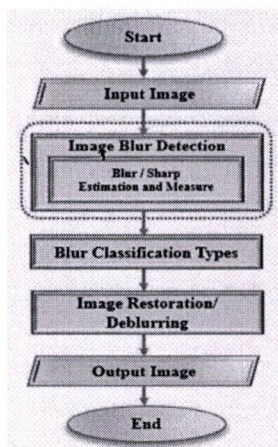 Start
Input Image
Image Blur Detection
Blur / Sharp
Estimation and Measure
Blur Classification Types
Image Restoration/
Deblurring
Output Image
End